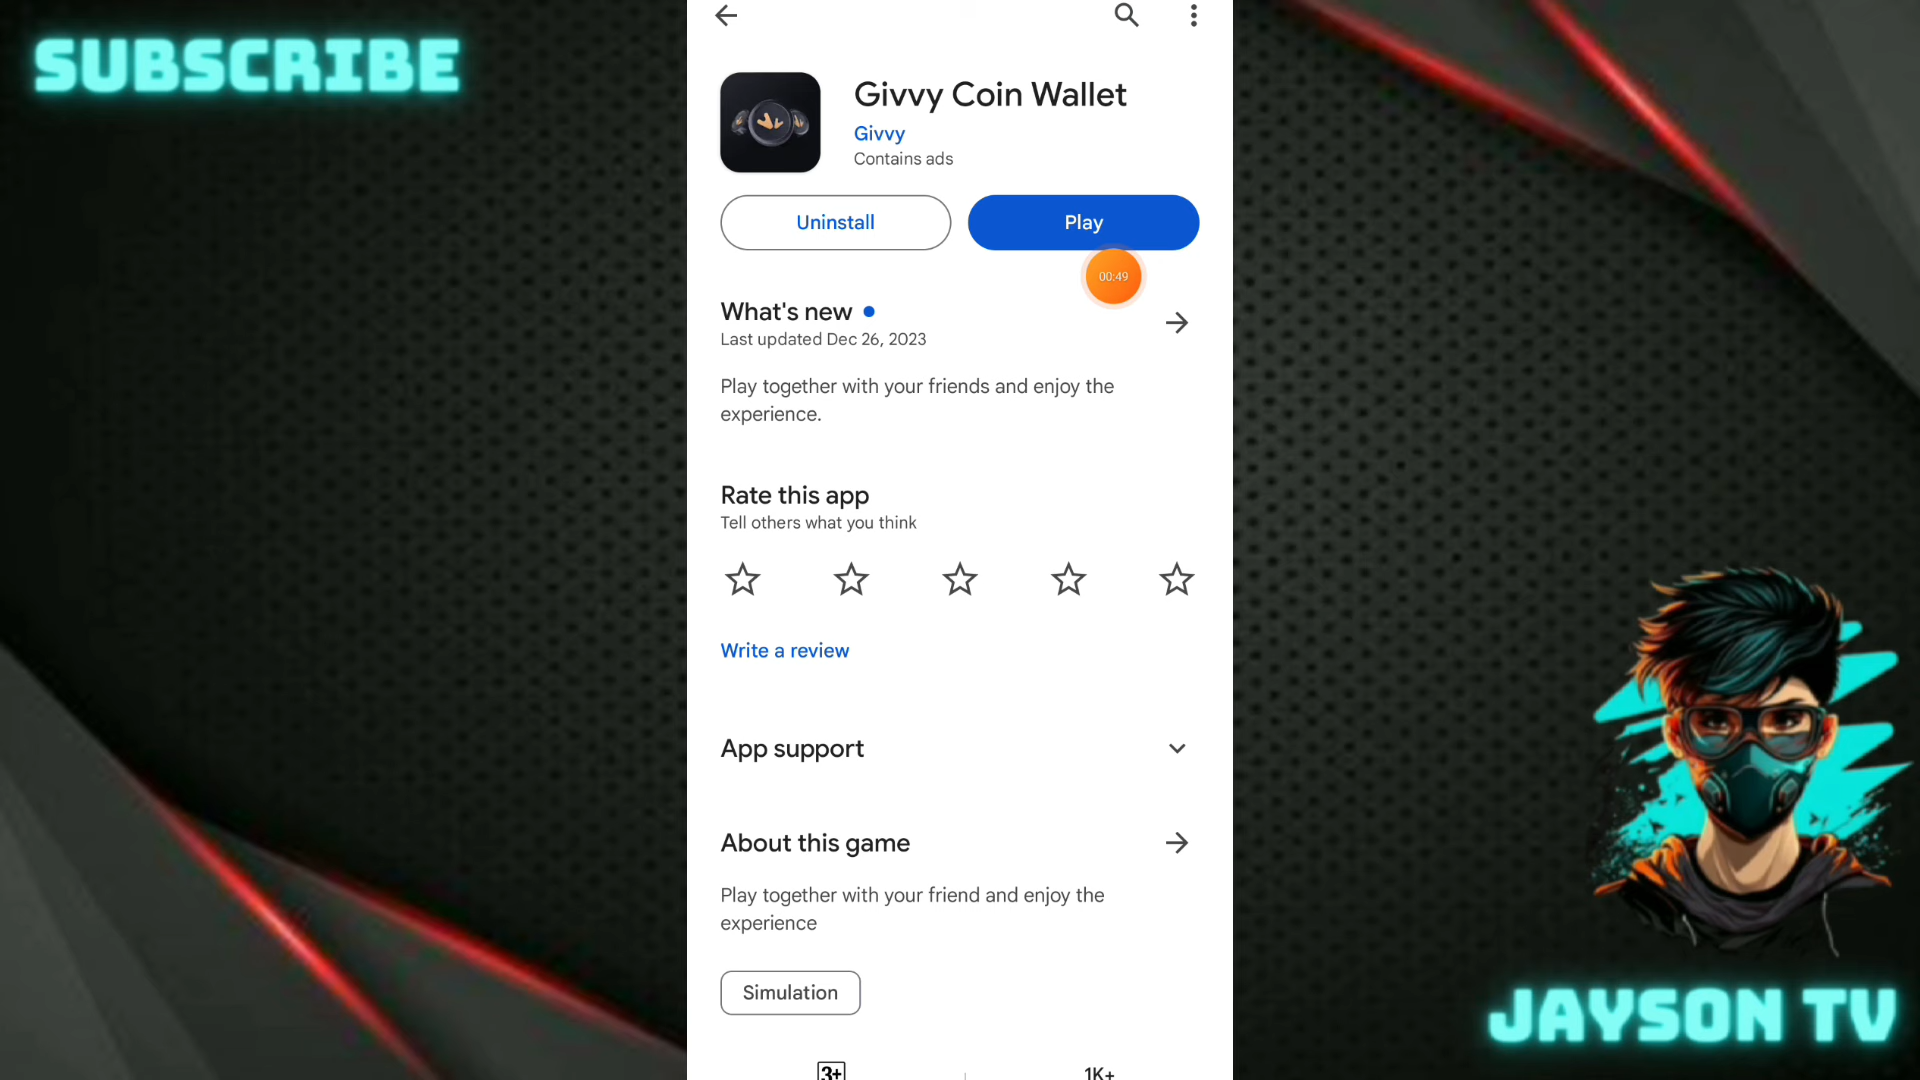 SUBSCRIBE
Givvy Coin Wallet
Givvy
Contains ads
Uninstall
Play
00:49
What's new
Last updated Dec 26, 2023
Play together with your friends and enjoy the
experience.
Rate this app
Tell others what you think
Write a review
App support
About this game
Play together with your friend and enjoy the
experience
Simulation
3+
1K+
JAYSON TV